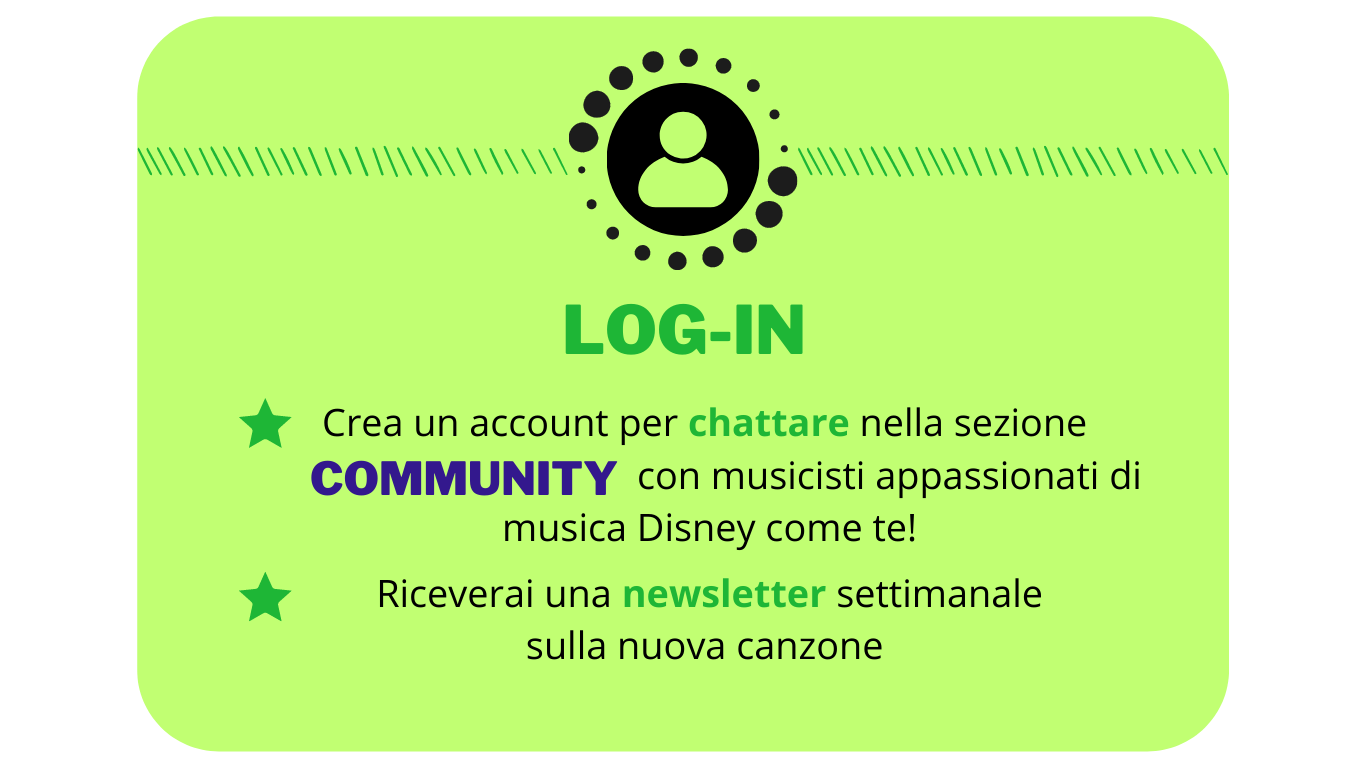 LOG-IN
Crea un account per chattare nella sezione
COMMUNITY con musicisti appassionati di
musica Disney come te!
Riceverai una newsletter settimanale
sulla nuova canzone